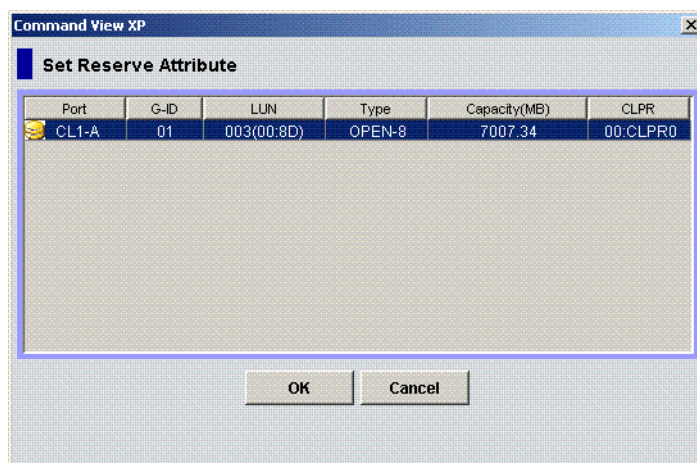 Command View XP
Set Reserve Attribute
Port G-ID LUN Type Capacity(MB) CLPR
CL1-A 01 003(00:8D) OPEN-8 7007.34 00:CLPR0
OK Cancel